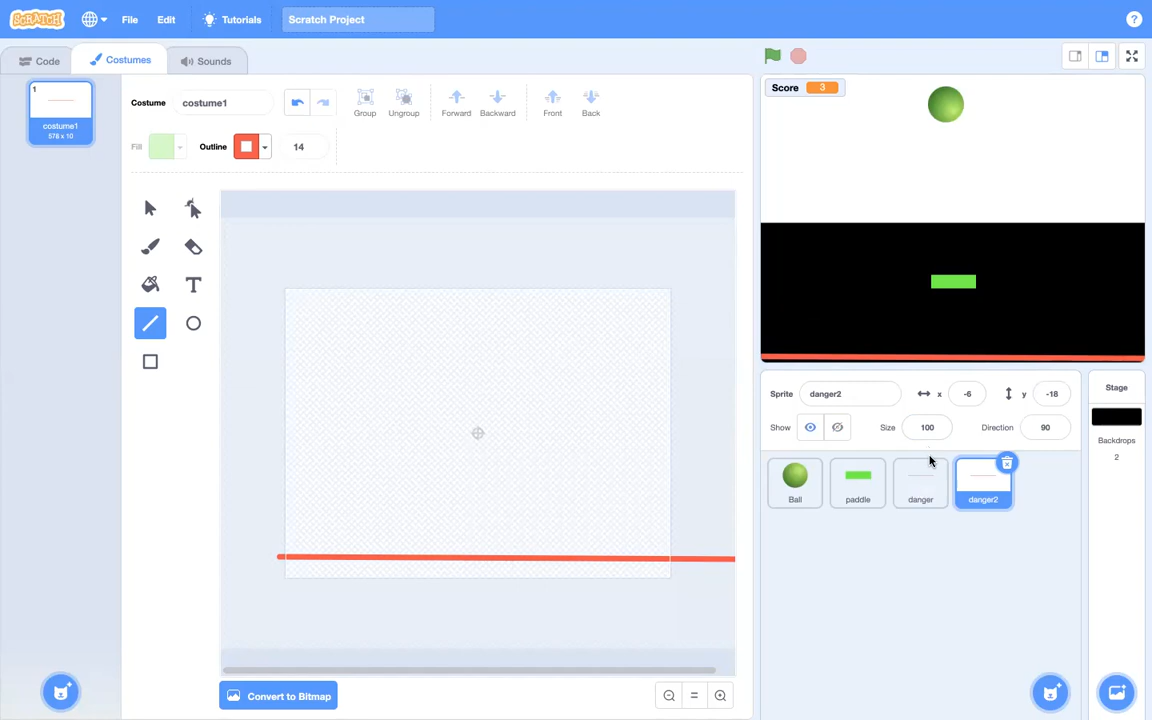 SCRATCH File Edit Tutorials Scratch Project ?
Code Costumes Sounds
1
costume1
578 x 10
Costume costume1
Group Ungroup Forward Backward Front Back
Fill Outline 14
T
Convert to Bitmap
Score 3
Sprite danger2 x -6 y -18
Show Size 100 Direction 90
Ball paddle danger danger2
Stage
Backdrops
2